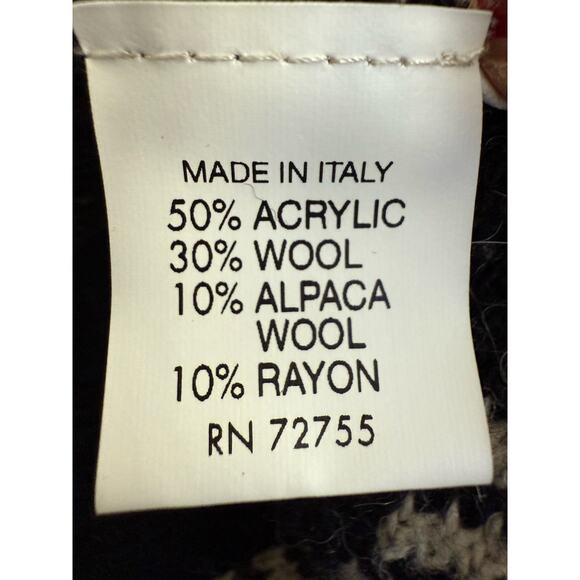 MADE IN ITALY
50% ACRYLIC
30% WOOL
10% ALPACA
WOOL
10% RAYON
RN 72755